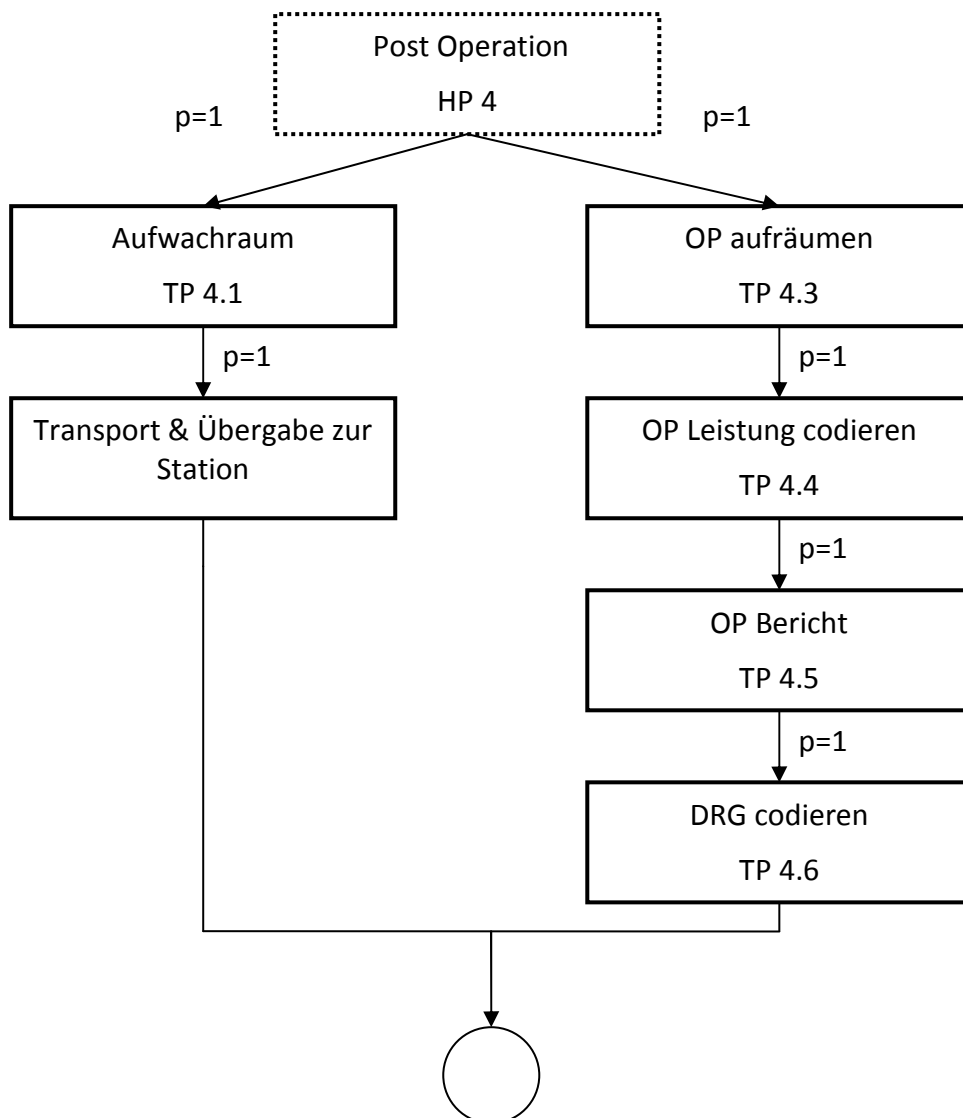 Post Operation
HP 4
p=1
p=1
Aufwachraum
TP 4.1
OP aufräumen
TP 4.3
p=1
p=1
Transport & Übergabe zur
Station
OP Leistung codieren
TP 4.4
p=1
OP Bericht
TP 4.5
p=1
DRG codieren
TP 4.6